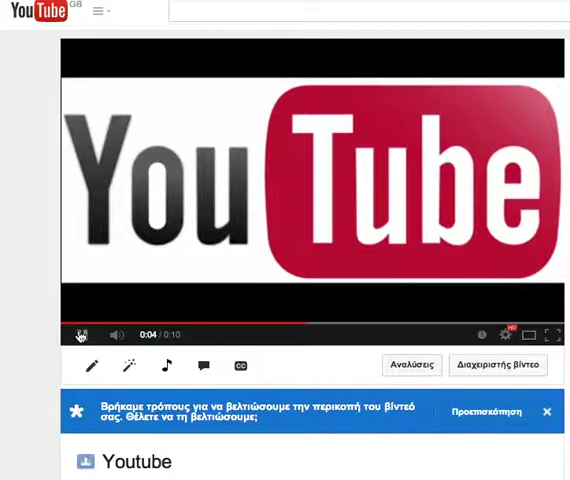 YouTube GB
YouTube
0:04 / 0:10
HD
CC
Αναλύσεις
Διαχειριστής βίντεο
Βρήκαμε τρόπους για να βελτιώσουμε την περικοπή του βίντεό
σας. Θέλετε να τη βελτιώσουμε;
Προεπισκόπηση
Youtube